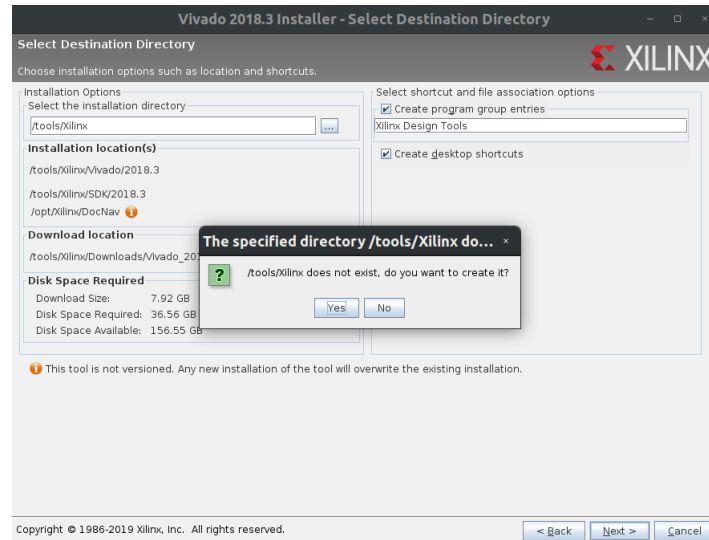 Vivado 2018.3 Installer - Select Destination Directory
Select Destination Directory
Choose installation options such as location and shortcuts.
XILINX
Installation Options
Select the installation directory
/tools/Xilinx
...
Installation location(s)
/tools/Xilinx/Vivado/2018.3
/tools/Xilinx/SDK/2018.3
/opt/Xilinx/DocNav
Download location
/tools/Xilinx/Downloads/Vivado_20
Disk Space Required
Download Size: 7.92 GB
Disk Space Required: 36.56 GB
Disk Space Available: 156.55 GB
Select shortcut and file association options
Create program group entries
Xilinx Design Tools
Create desktop shortcuts
The specified directory /tools/Xilinx do...
/tools/Xilinx does not exist, do you want to create it?
Yes No
This tool is not versioned. Any new installation of the tool will overwrite the existing installation.
Copyright © 1986-2019 Xilinx, Inc. All rights reserved.
< Back Next > Cancel